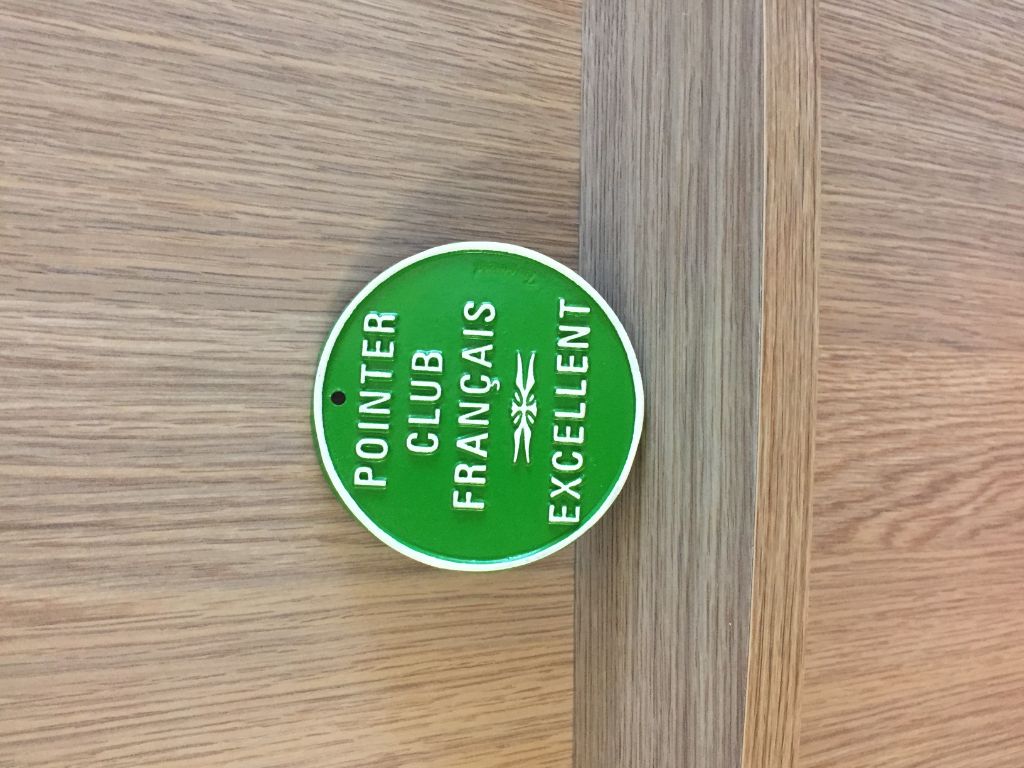 POINTER
CLUB
FRANÇAIS
EXCELLENT